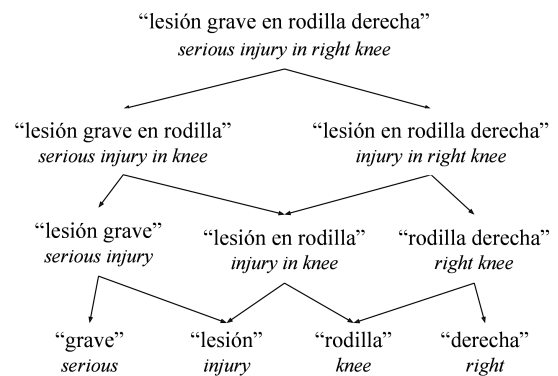 “lesión grave en rodilla derecha”
serious injury in right knee
“lesión grave en rodilla” “lesión en rodilla derecha”
serious injury in knee injury in right knee
“lesión grave” “lesión en rodilla” “rodilla derecha”
serious injury injury in knee right knee
“grave” “lesión” “rodilla” “derecha”
serious injury knee right